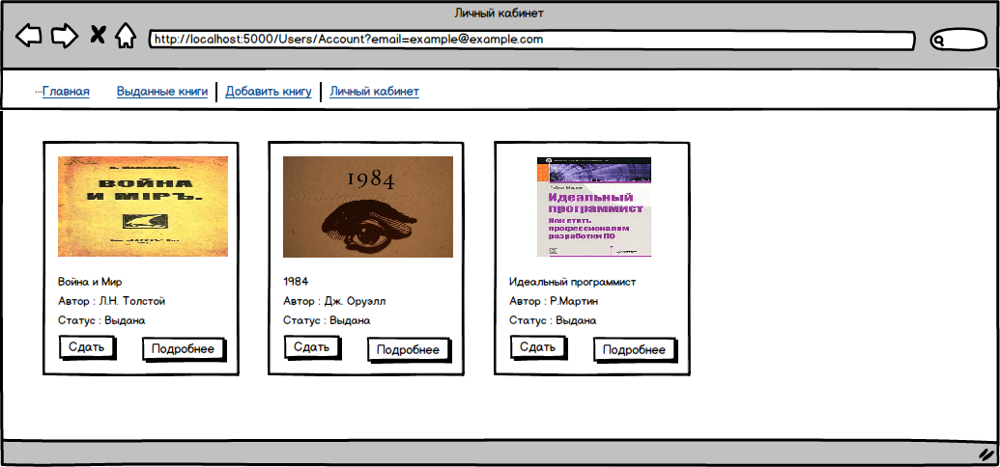 Личный кабинет
http://localhost:5000/Users/Account?email=example@example.com
Главная Выданные книги Добавить книгу Личный кабинет
ВОЙНА
И МІРЪ.
Война и Мир
Автор : Л.Н. Толстой
Статус : Выдана
Сдать Подробнее
1984
1984
Автор : Дж. Оруэлл
Статус : Выдана
Сдать Подробнее
Идеальный
программист
Как стать
профессионалом
разработки ПО
Идеальный программист
Автор : Р.Мартин
Статус : Выдана
Сдать Подробнее